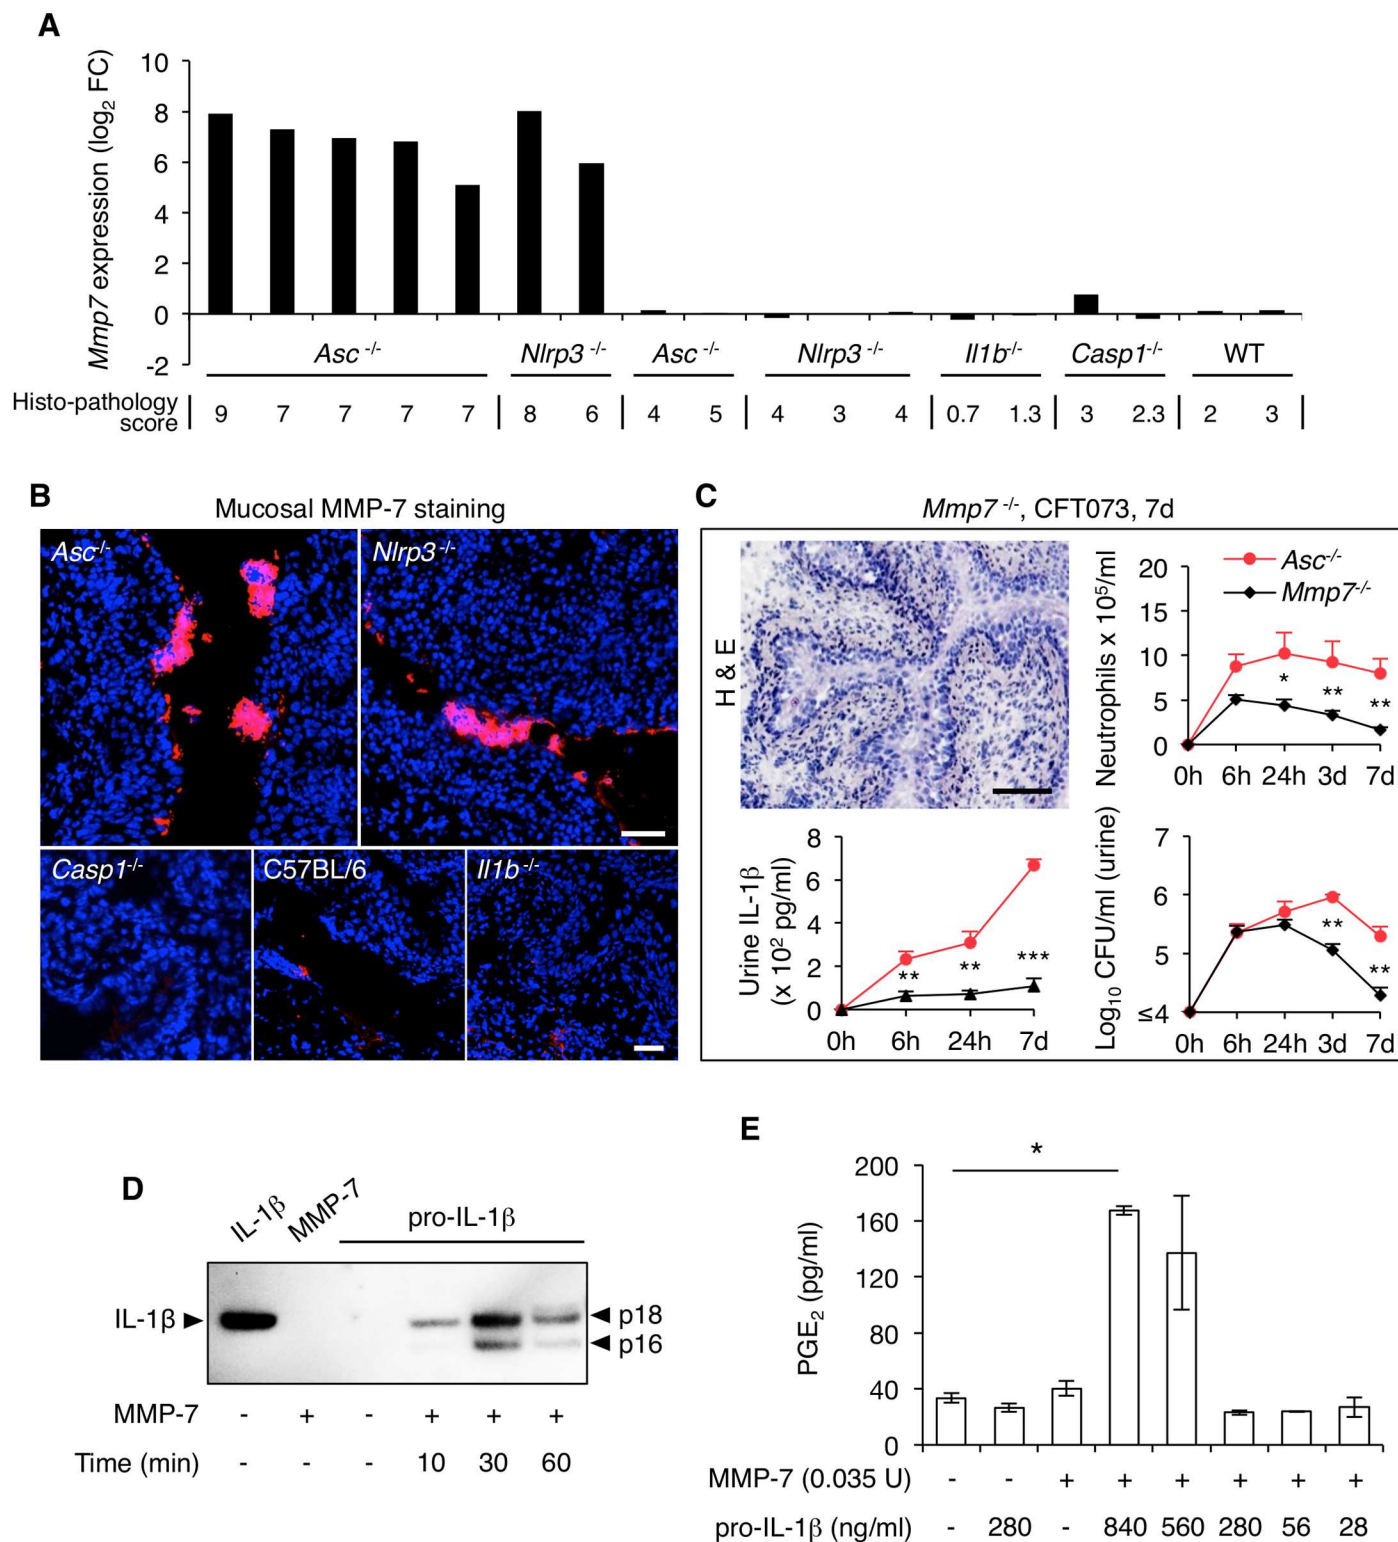 A
Mmp7 expression (log2 FC)
10
8
6
4
2
0
-2
Asc -/- Nlrp3 -/- Asc -/- Nlrp3 -/- Il1b-/- Casp1-/- WT
Histo-pathology score
9 7 7 7 7 8 6 4 5 4 3 4 0.7 1.3 3 2.3 2 3
B
Mucosal MMP-7 staining
Asc-/- Nlrp3 -/-
Casp1-/- C57BL/6 Il1b -/-
C
Mmp7 -/-, CFT073, 7d
H & E
Neutrophils x 10⁵/ml
Asc-/-
Mmp7-/-
20
15
10
5
0
* ** **
0h 6h 24h 3d 7d
Urine IL-1β
(x 10² pg/ml)
8
6
4
2
0
** ** ***
0h 6h 24h 7d
Log10 CFU/ml (urine)
7
6
5
≤4
** **
0h 6h 24h 3d 7d
D
IL-1β MMP-7 pro-IL-1β
IL-1β
p18
p16
MMP-7 - + - + + +
Time (min) - - - 10 30 60
E
PGE2 (pg/ml)
200
160
120
80
40
0
*
MMP-7 (0.035 U) - - + + + + + +
pro-IL-1β (ng/ml) - 280 - 840 560 280 56 28